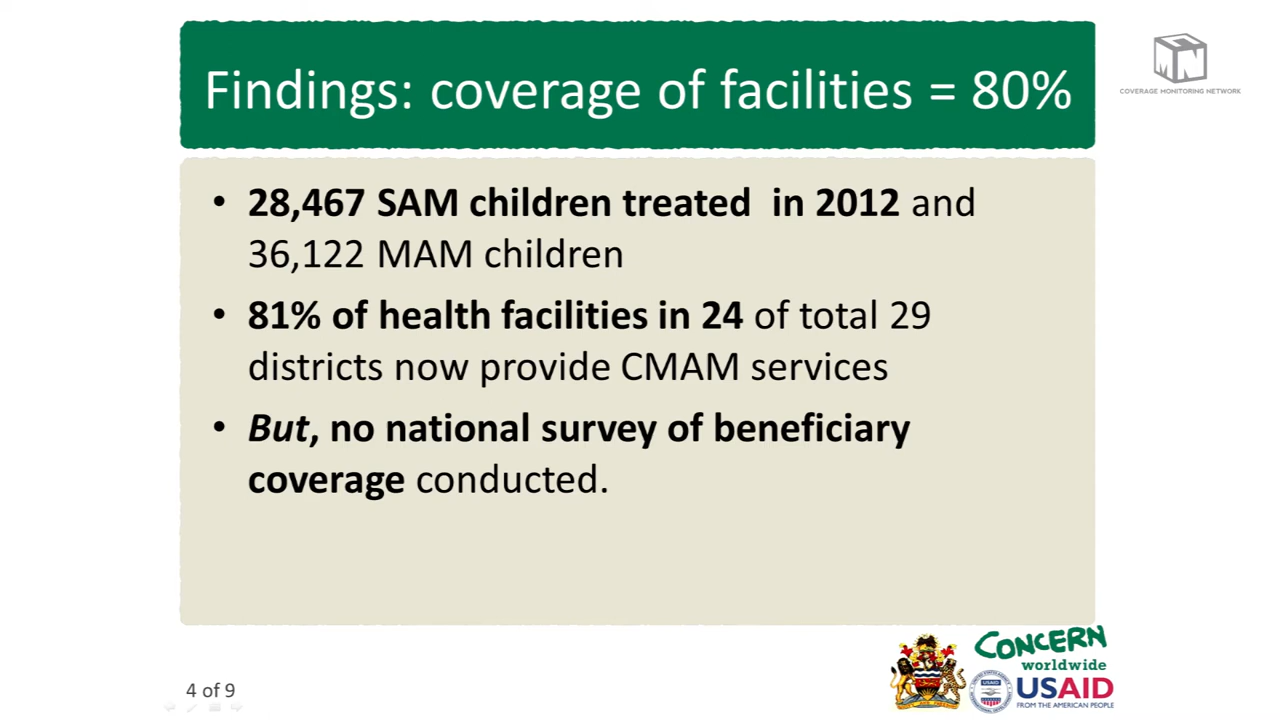 Findings: coverage of facilities = 80%
COVERAGE MONITORING NETWORK
• 28,467 SAM children treated in 2012 and
36,122 MAM children
• 81% of health facilities in 24 of total 29
districts now provide CMAM services
• But, no national survey of beneficiary
coverage conducted.
CONCERN
worldwide
USAID
FROM THE AMERICAN PEOPLE
4 of 9